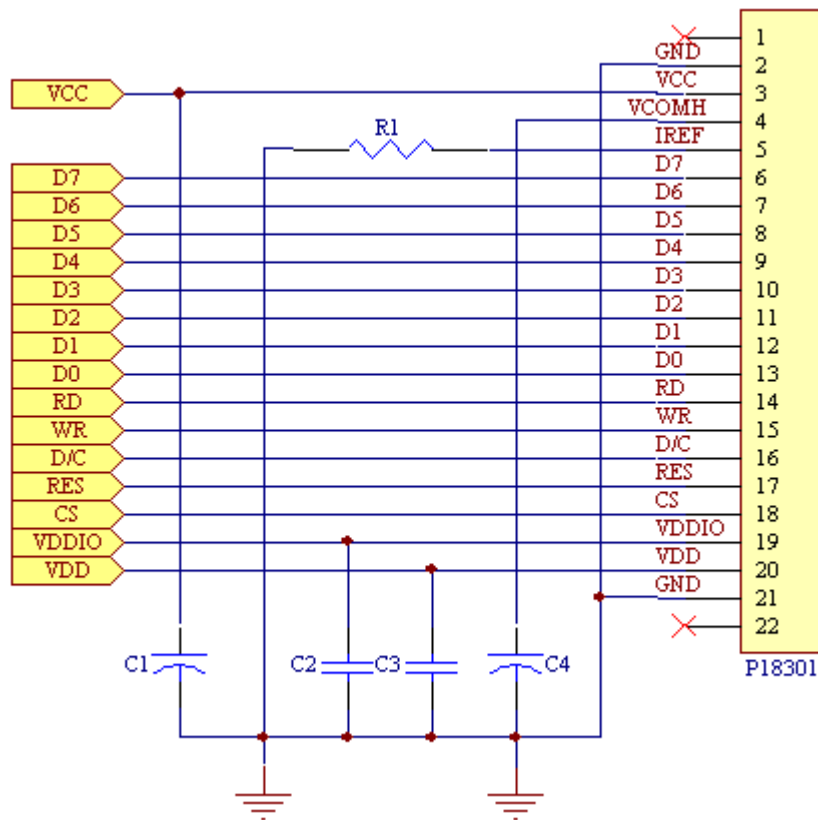 1
GND 2
VCC VCC 3
VCOMH 4
R1 IREF 5
D7 D7 6
D6 D6 7
D5 D5 8
D4 D4 9
D3 D3 10
D2 D2 11
D1 D1 12
D0 D0 13
RD RD 14
WR WR 15
D/C D/C 16
RES RES 17
CS CS 18
VDDIO VDDIO 19
VDD VDD 20
GND 21
22
C1 C2 C3 C4 P18301